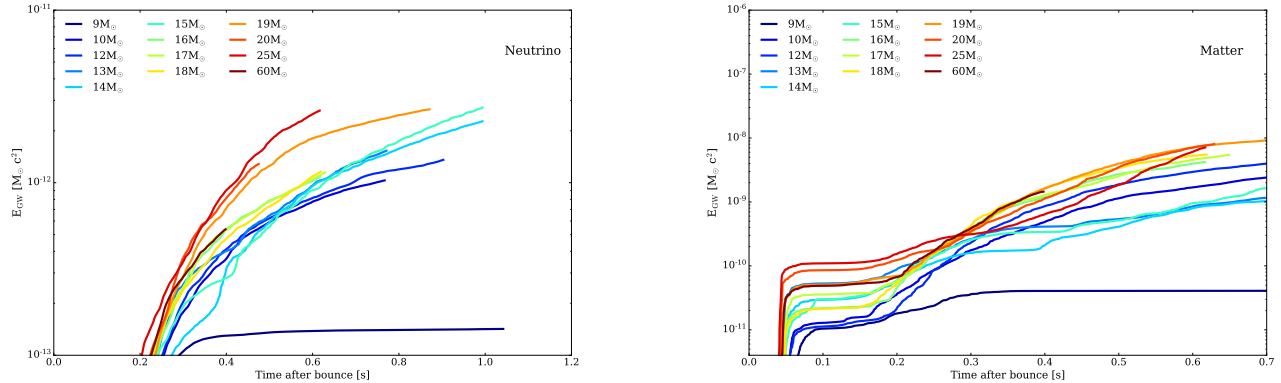 10⁻¹¹
10⁻¹²
10⁻¹³
E_GW [M☉ c²]
9M☉ 15M☉ 19M☉
10M☉ 16M☉ 20M☉
12M☉ 17M☉ 25M☉
13M☉ 18M☉ 60M☉
14M☉
Neutrino
0.0 0.2 0.4 0.6 0.8 1.0 1.2
Time after bounce [s]
10⁻⁶
10⁻⁷
10⁻⁸
10⁻⁹
10⁻¹⁰
10⁻¹¹
E_GW [M☉ c²]
9M☉ 15M☉ 19M☉
10M☉ 16M☉ 20M☉
12M☉ 17M☉ 25M☉
13M☉ 18M☉ 60M☉
14M☉
Matter
0.0 0.1 0.2 0.3 0.4 0.5 0.6 0.7
Time after bounce [s]